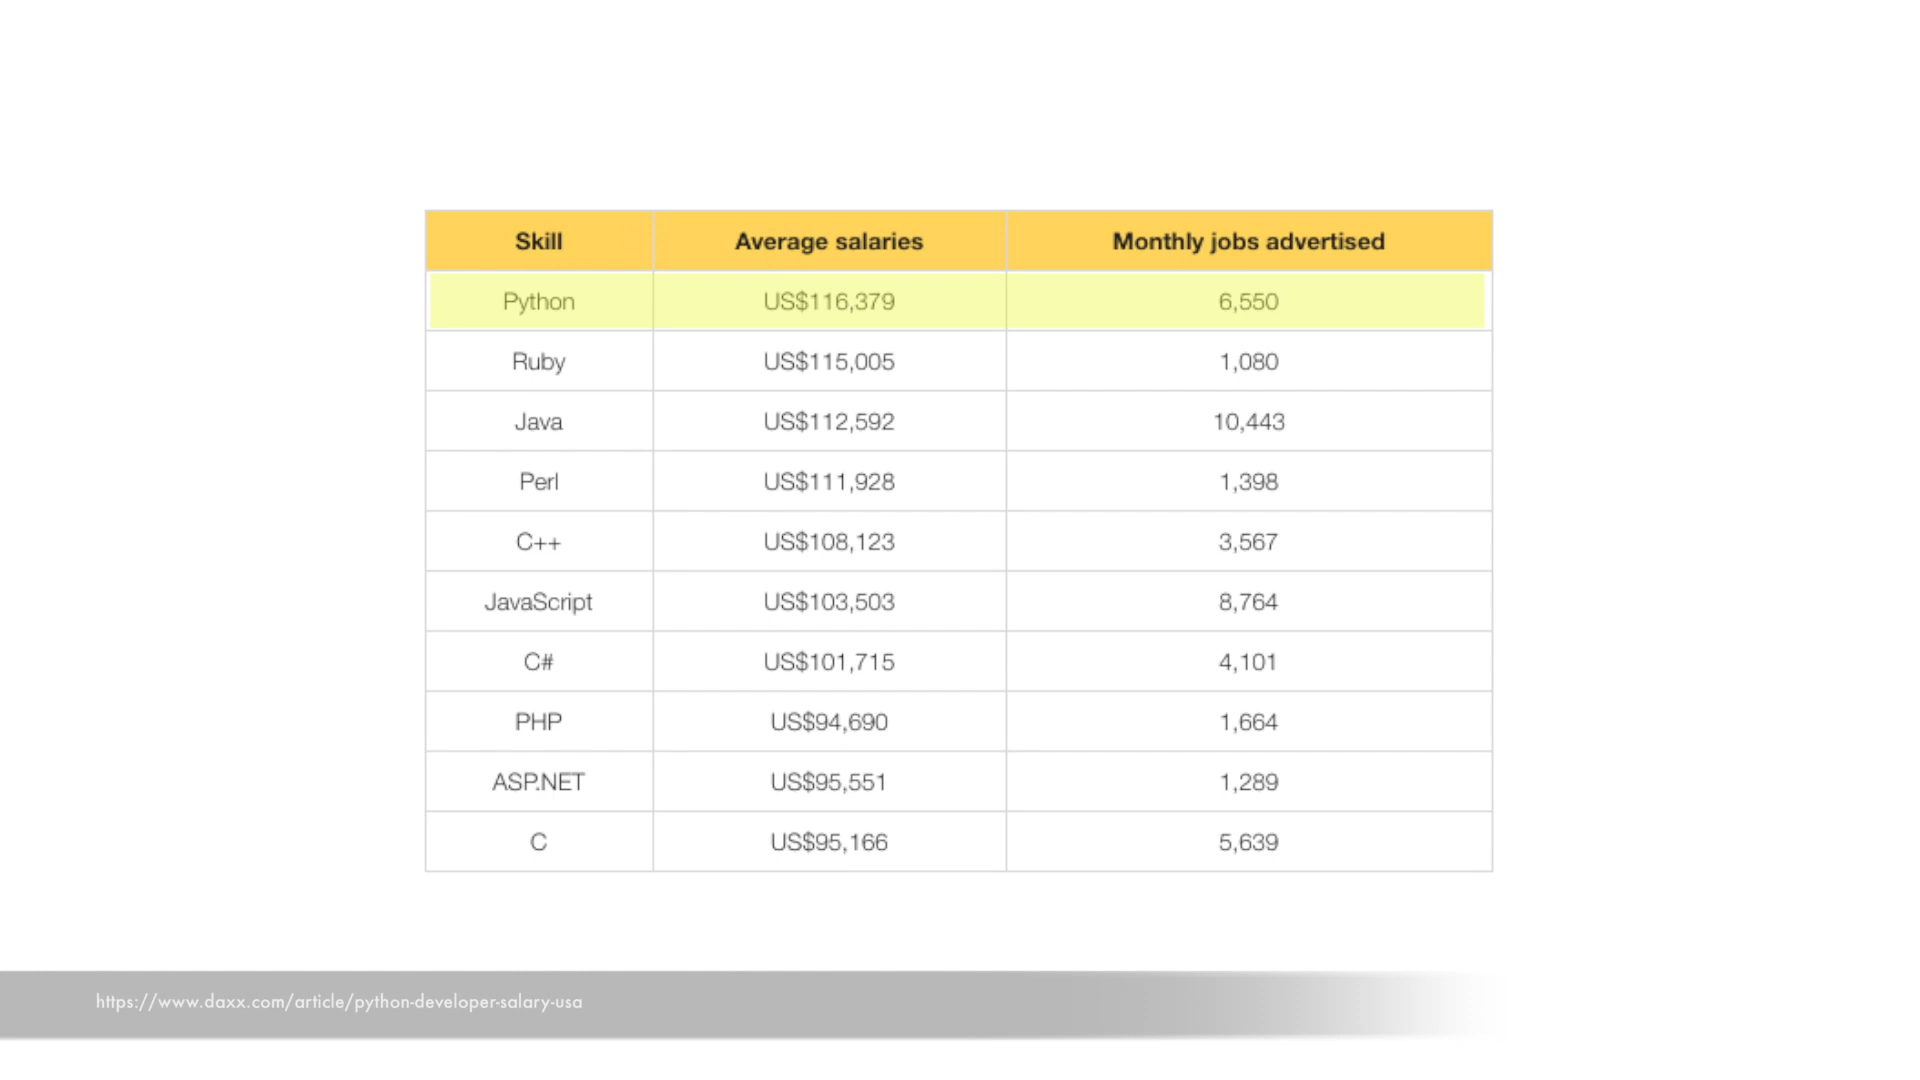 Skill Average salaries Monthly jobs advertised
Python US$116,379 6,550
Ruby US$115,005 1,080
Java US$112,592 10,443
Perl US$111,928 1,398
C++ US$108,123 3,567
JavaScript US$103,503 8,764
C# US$101,715 4,101
PHP US$94,690 1,664
ASP.NET US$95,551 1,289
C US$95,166 5,639
https://www.daxx.com/article/python-developer-salary-usa